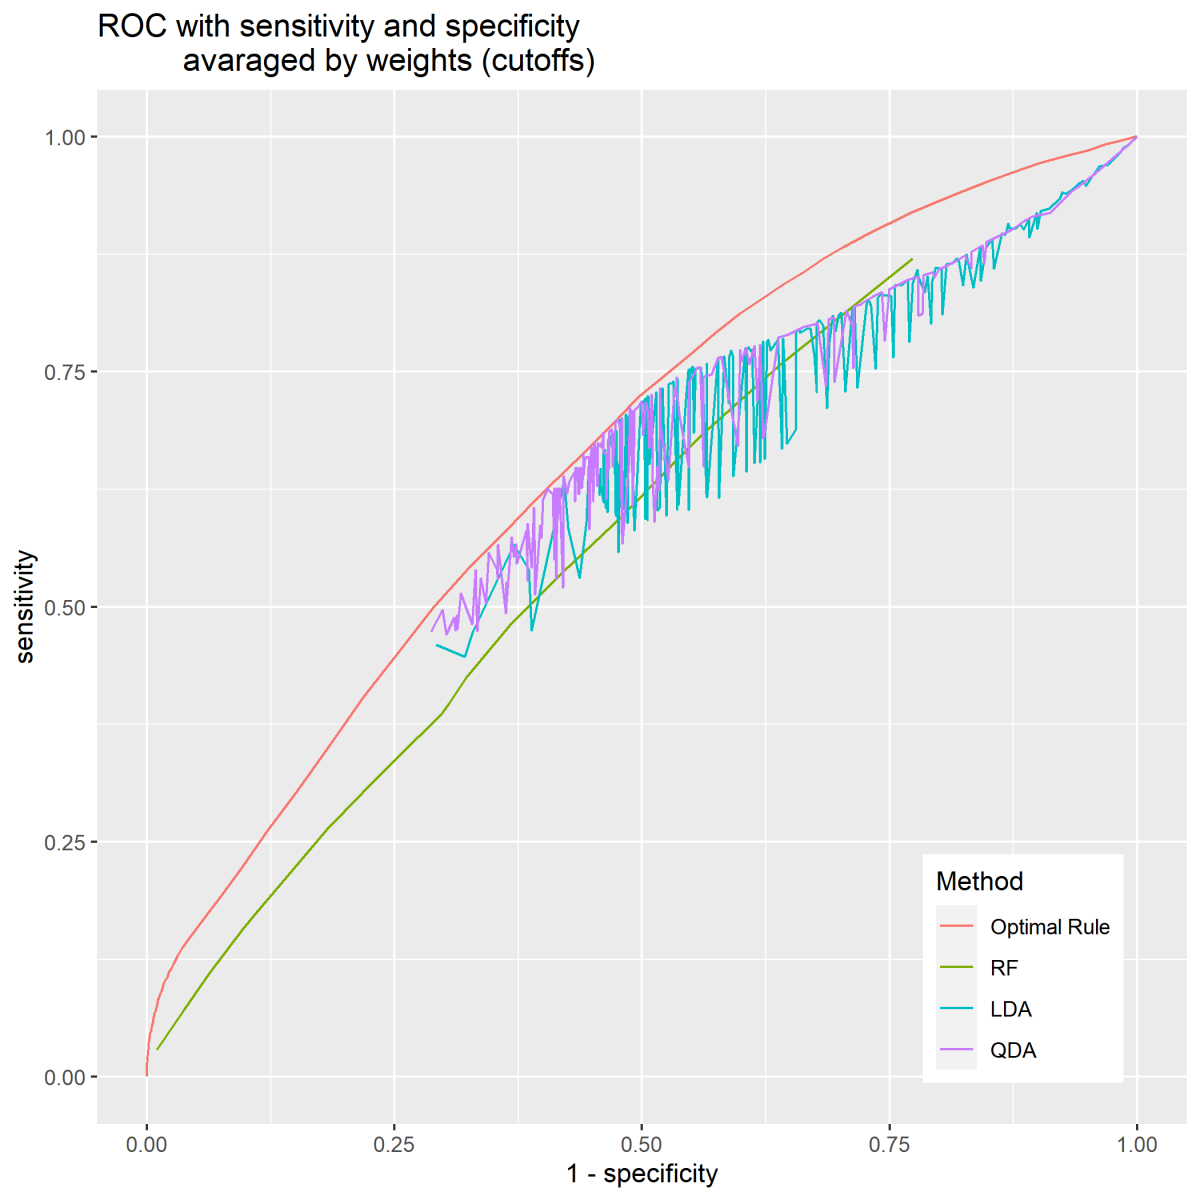 ROC with sensitivity and specificity
avaraged by weights (cutoffs)
sensitivity
1.00
0.75
0.50
0.25
0.00
Method
Optimal Rule
RF
LDA
QDA
0.00 0.25 0.50 0.75 1.00
1 - specificity